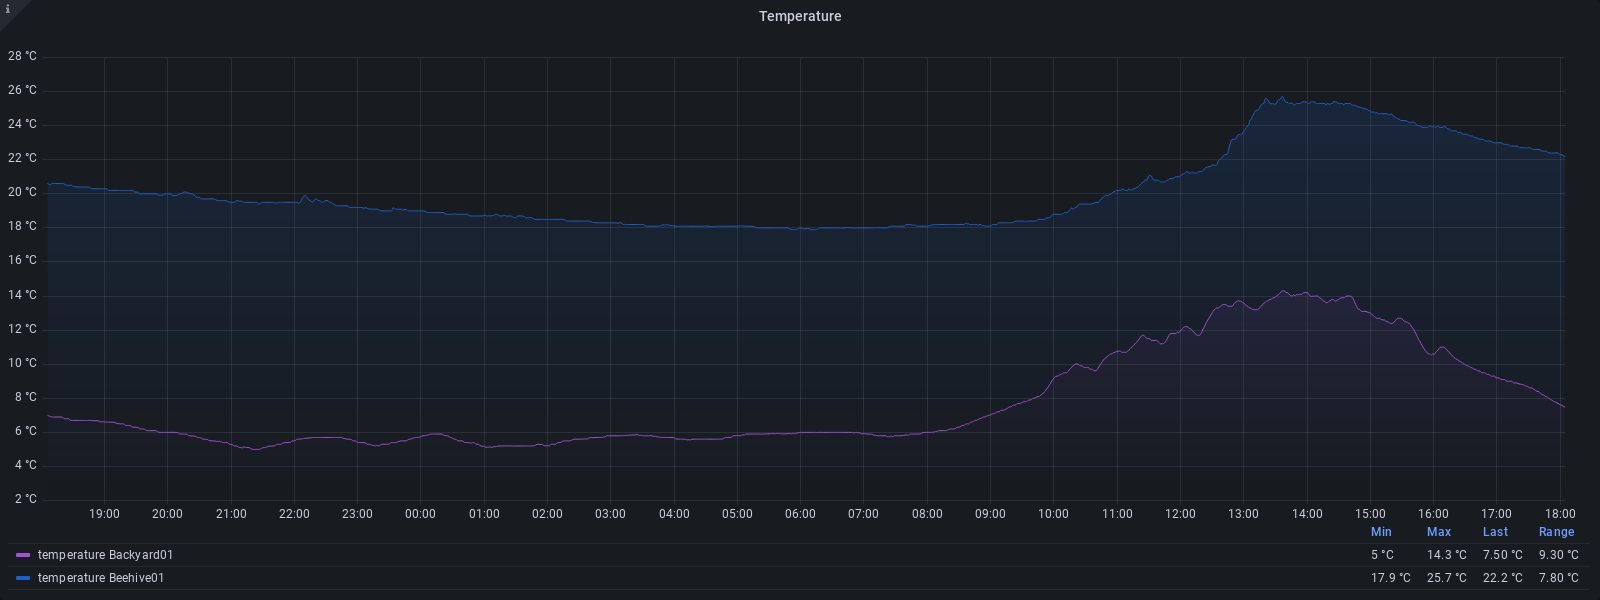 i
Temperature
28 °C
26 °C
24 °C
22 °C
20 °C
18 °C
16 °C
14 °C
12 °C
10 °C
8 °C
6 °C
4 °C
2 °C
19:00 20:00 21:00 22:00 23:00 00:00 01:00 02:00 03:00 04:00 05:00 06:00 07:00 08:00 09:00 10:00 11:00 12:00 13:00 14:00 15:00 16:00 17:00 18:00
Min Max Last Range
temperature Backyard01 5 °C 14.3 °C 7.50 °C 9.30 °C
temperature Beehive01 17.9 °C 25.7 °C 22.2 °C 7.80 °C